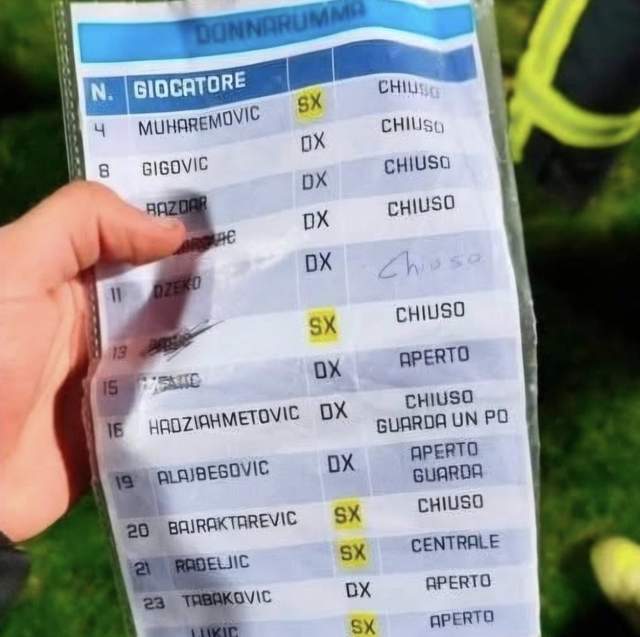 DONNARUMMA
N. GIOCATORE
4 MUHAREMOVIC SX CHIUSO
8 GIGOVIC DX CHIUSO
BAZDAR DX CHIUSO
DX CHIUSO
11 DZEKO DX Chiuso
13 SX CHIUSO
15 DX APERTO
16 HADZIAHMETOVIC DX CHIUSO
GUARDA UN PO
19 ALAJBEGOVIC DX APERTO
GUARDA
20 BAJRAKTAREVIC SX CHIUSO
21 RADELJIC SX CENTRALE
23 TABAKOVIC DX APERTO
LUKIC SX APERTO